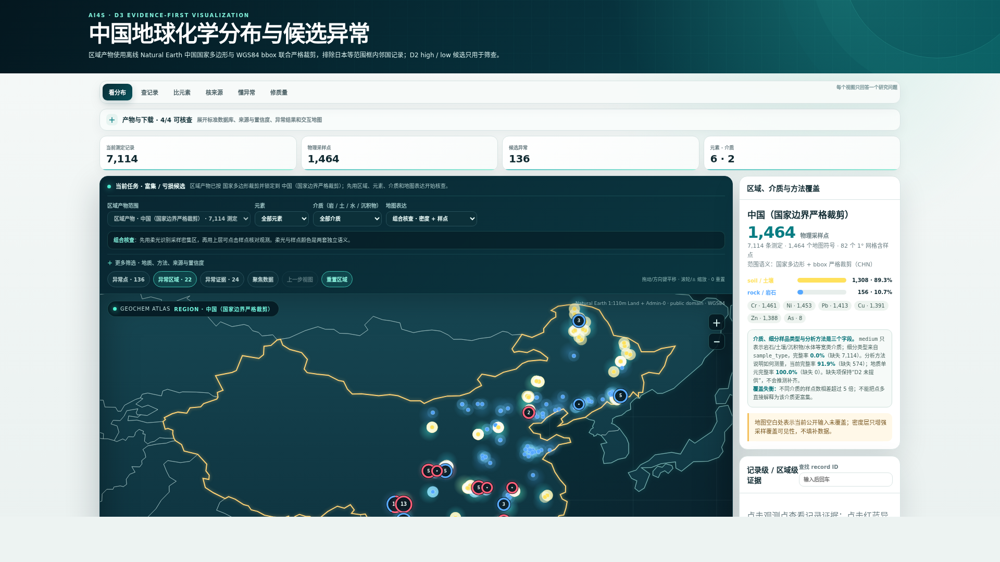 AI4S · D3 EVIDENCE-FIRST VISUALIZATION
中国地球化学分布与候选异常
区域产物使用离线 Natural Earth 中国国家多边形与 WGS84 bbox 联合严格裁剪，排除日本等范围框内邻国记录；D2 high / low 候选只用于筛查。
看分布
查记录
比元素
核来源
懂异常
修质量
每个视图只回答一个研究问题
+ 产物与下载 · 4/4 可核查 展开标准数据库、来源与置信度、异常结果和交互地图
当前测定记录
7,114
物理采样点
1,464
候选异常
136
元素 · 介质
6 · 2
当前任务 · 富集 / 亏损候选 区域产物已按 国家多边形裁剪并锁定到 中国（国家边界严格裁剪）；先用区域、元素、介质和地图表达开始核查。
区域产物范围
区域产物 · 中国（国家边界严格裁剪） · 7,114 测定
元素
全部元素
介质（岩 / 土 / 水 / 沉积物）
全部介质
地图表达
组合核查 · 密度 + 样点
组合核查：先用柔光识别采样密集区，再用上层可点击样点核对观测。柔光与样点颜色是两套独立语义。
+ 更多筛选 · 地质、方法、来源与置信度
异常点 · 136
异常区域 · 22
异常证据 · 24
聚焦数据
上一步视图
重置区域
拖动/方向键平移 · 滚轮/± 缩放 · 0 重置
GEOCHEM ATLAS REGION · 中国（国家边界严格裁剪）
Natural Earth 1:110m Land + Admin-0 · public domain · WGS84
+
−
3
5
2
5
5
5
3
13
区域、介质与方法覆盖
中国（国家边界严格裁剪）
1,464 物理采样点
7,114 条测定 · 1,464 个地图符号 · 82 个 1° 网格含样
点
范围语义：国家多边形 + bbox 严格裁剪（CHN）
soil / 土壤 1,308 · 89.3%
rock / 岩石 156 · 10.7%
Cr · 1,461
Ni · 1,453
Pb · 1,413
Cu · 1,391
Zn · 1,388
As · 8
介质、细分样品类型与分析方法是三个字段。 medium 只
表示岩石/土壤/沉积物/水体等宽类介质；细分类型来自
sample_type，完整率 0.0%（缺失 7,114）。分析方法
说明如何测量，当前完整率 91.9%（缺失 574）；地质单
元完整率 100.0%（缺失 0）。缺失项保持“D2 未提
供”，不会推测补齐。
覆盖失衡：不同介质的样点数相差超过 5 倍；不能把点多
直接解释为该介质更富集。
地图空白处表示当前公开输入未覆盖；密度层只增强
采样覆盖可见性，不填补数据。
记录级 / 区域级
证据
查找 record ID
输入后回车
点击观测点查看记录证据；点击红蓝异